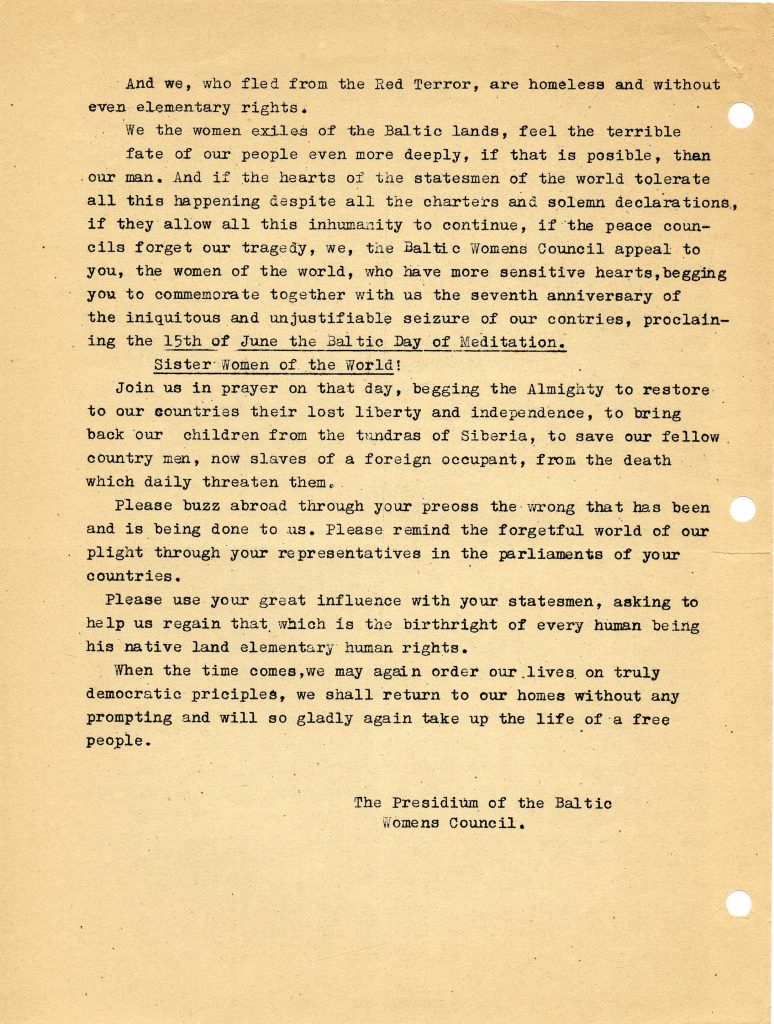 And we, who fled from the Red Terror, are homeless and without
even elementary rights.
We the women exiles of the Baltic lands, feel the terrible
fate of our people even more deeply, if that is posible, than
our man. And if the hearts of the statesmen of the world tolerate
all this happening despite all the charters and solemn declarations,
if they allow all this inhumanity to continue, if the peace coun-
cils forget our tragedy, we, the Baltic Womens Council appeal to
you, the women of the world, who have more sensitive hearts,begging
you to commemorate together with us the seventh anniversary of
the iniquitous and unjustifiable seizure of our contries, proclain-
ing the 15th of June the Baltic Day of Meditation.
Sister Women of the World!
Join us in prayer on that day, begging the Almighty to restore
to our countries their lost liberty and independence, to bring
back our children from the tundras of Siberia, to save our fellow
country men, now slaves of a foreign occupant, from the death
which daily threaten them.
Please buzz abroad through your preoss the wrong that has been
and is being done to us. Please remind the forgetful world of our
plight through your representatives in the parliaments of your
countries.
Please use your great influence with your statesmen, asking to
help us regain that which is the birthright of every human being
his native land elementary human rights.
When the time comes,we may again order our lives on truly
democratic priciples, we shall return to our homes without any
prompting and will so gladly again take up the life of a free
people.
The Presidium of the Baltic
Womens Council.